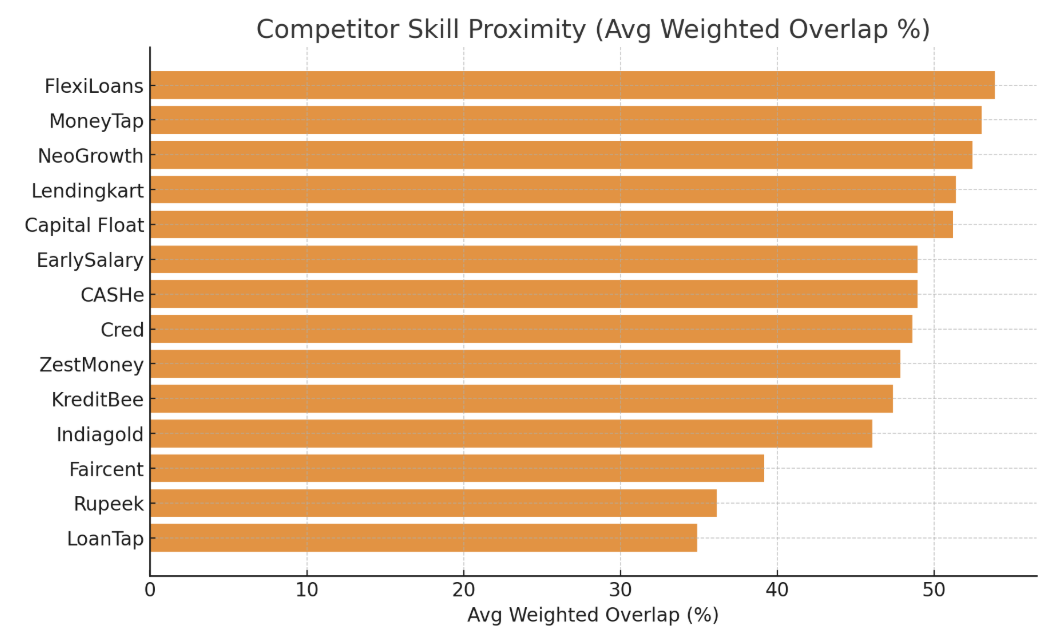 Competitor Skill Proximity (Avg Weighted Overlap %)
FlexiLoans
MoneyTap
NeoGrowth
Lendingkart
Capital Float
EarlySalary
CASHe
Cred
ZestMoney
KreditBee
Indiagold
Faircent
Rupeek
LoanTap
0 10 20 30 40 50
Avg Weighted Overlap (%)